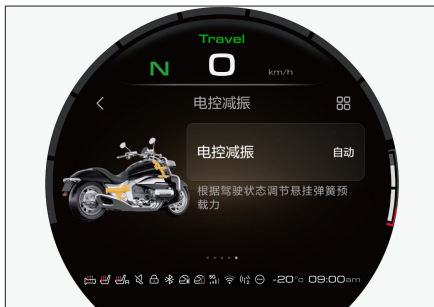 Travel
N 0 km/h
电控减振
电控减振 自动
根据驾驶状态调节悬挂弹簧预
载力
-20°c 09:00am